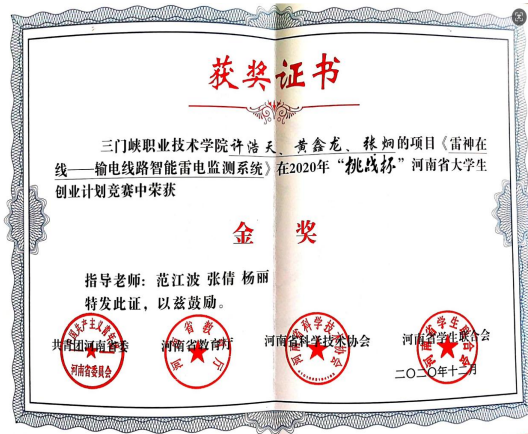 获奖证书
三门峡职业技术学院许浩天、黄鑫龙、张炯的项目《雷神在
线——输电线路智能雷电监测系统》在2020年“挑战杯”河南省大学生
创业计划竞赛中荣获
金奖
指导老师：范江波 张倩 杨丽
特发此证，以兹鼓励。
共青团河南省委 河南省教育厅 河南省科学技术协会 河南省学生联合会
河南省委员会
二〇二〇年十二月